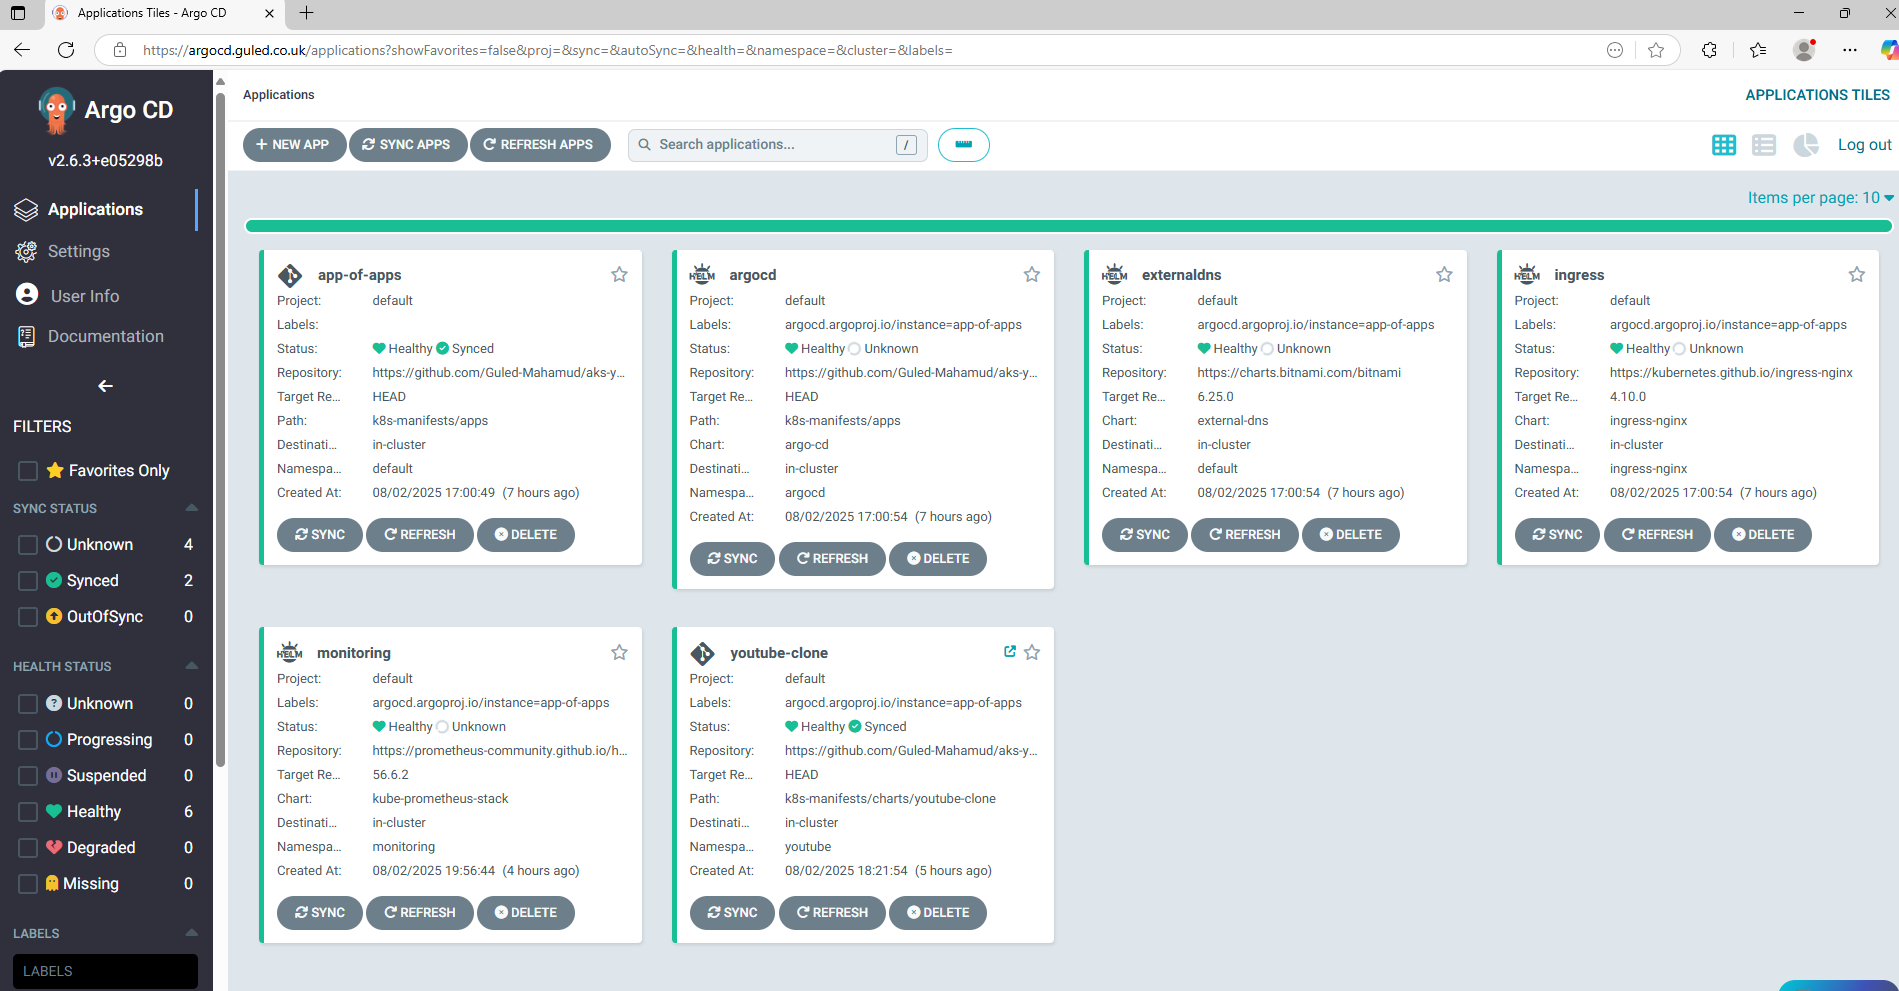 Applications Tiles - Argo CD
https://argocd.guled.co.uk/applications?showFavorites=false&proj=&sync=&autoSync=&health=&namespace=&cluster=&labels=
Argo CD
v2.6.3+e05298b
Applications
Settings
User Info
Documentation
FILTERS
Favorites Only
SYNC STATUS
Unknown 4
Synced 2
OutOfSync 0
HEALTH STATUS
Unknown 0
Progressing 0
Suspended 0
Healthy 6
Degraded 0
Missing 0
LABELS
LABELS
Applications
APPLICATIONS TILES
NEW APP SYNC APPS REFRESH APPS Search applications... / Log out
Items per page: 10
app-of-apps
Project: default
Labels:
Status: Healthy Synced
Repository: https://github.com/Guled-Mahamud/aks-y...
Target Re... HEAD
Path: k8s-manifests/apps
Destinati... in-cluster
Namespa... default
Created At: 08/02/2025 17:00:49 (7 hours ago)
SYNC REFRESH DELETE
HELM argocd
Project: default
Labels: argocd.argoproj.io/instance=app-of-apps
Status: Healthy Unknown
Repository: https://github.com/Guled-Mahamud/aks-y...
Target Re... HEAD
Path: k8s-manifests/apps
Chart: argo-cd
Destinati... in-cluster
Namespa... argocd
Created At: 08/02/2025 17:00:54 (7 hours ago)
SYNC REFRESH DELETE
HELM externaldns
Project: default
Labels: argocd.argoproj.io/instance=app-of-apps
Status: Healthy Unknown
Repository: https://charts.bitnami.com/bitnami
Target Re... 6.25.0
Chart: external-dns
Destinati... in-cluster
Namespa... default
Created At: 08/02/2025 17:00:54 (7 hours ago)
SYNC REFRESH DELETE
HELM ingress
Project: default
Labels: argocd.argoproj.io/instance=app-of-apps
Status: Healthy Unknown
Repository: https://kubernetes.github.io/ingress-nginx
Target Re... 4.10.0
Chart: ingress-nginx
Destinati... in-cluster
Namespa... ingress-nginx
Created At: 08/02/2025 17:00:54 (7 hours ago)
SYNC REFRESH DELETE
HELM monitoring
Project: default
Labels: argocd.argoproj.io/instance=app-of-apps
Status: Healthy Unknown
Repository: https://prometheus-community.github.io/h...
Target Re... 56.6.2
Chart: kube-prometheus-stack
Destinati... in-cluster
Namespa... monitoring
Created At: 08/02/2025 19:56:44 (4 hours ago)
SYNC REFRESH DELETE
youtube-clone
Project: default
Labels: argocd.argoproj.io/instance=app-of-apps
Status: Healthy Synced
Repository: https://github.com/Guled-Mahamud/aks-y...
Target Re... HEAD
Path: k8s-manifests/charts/youtube-clone
Destinati... in-cluster
Namespa... youtube
Created At: 08/02/2025 18:21:54 (5 hours ago)
SYNC REFRESH DELETE